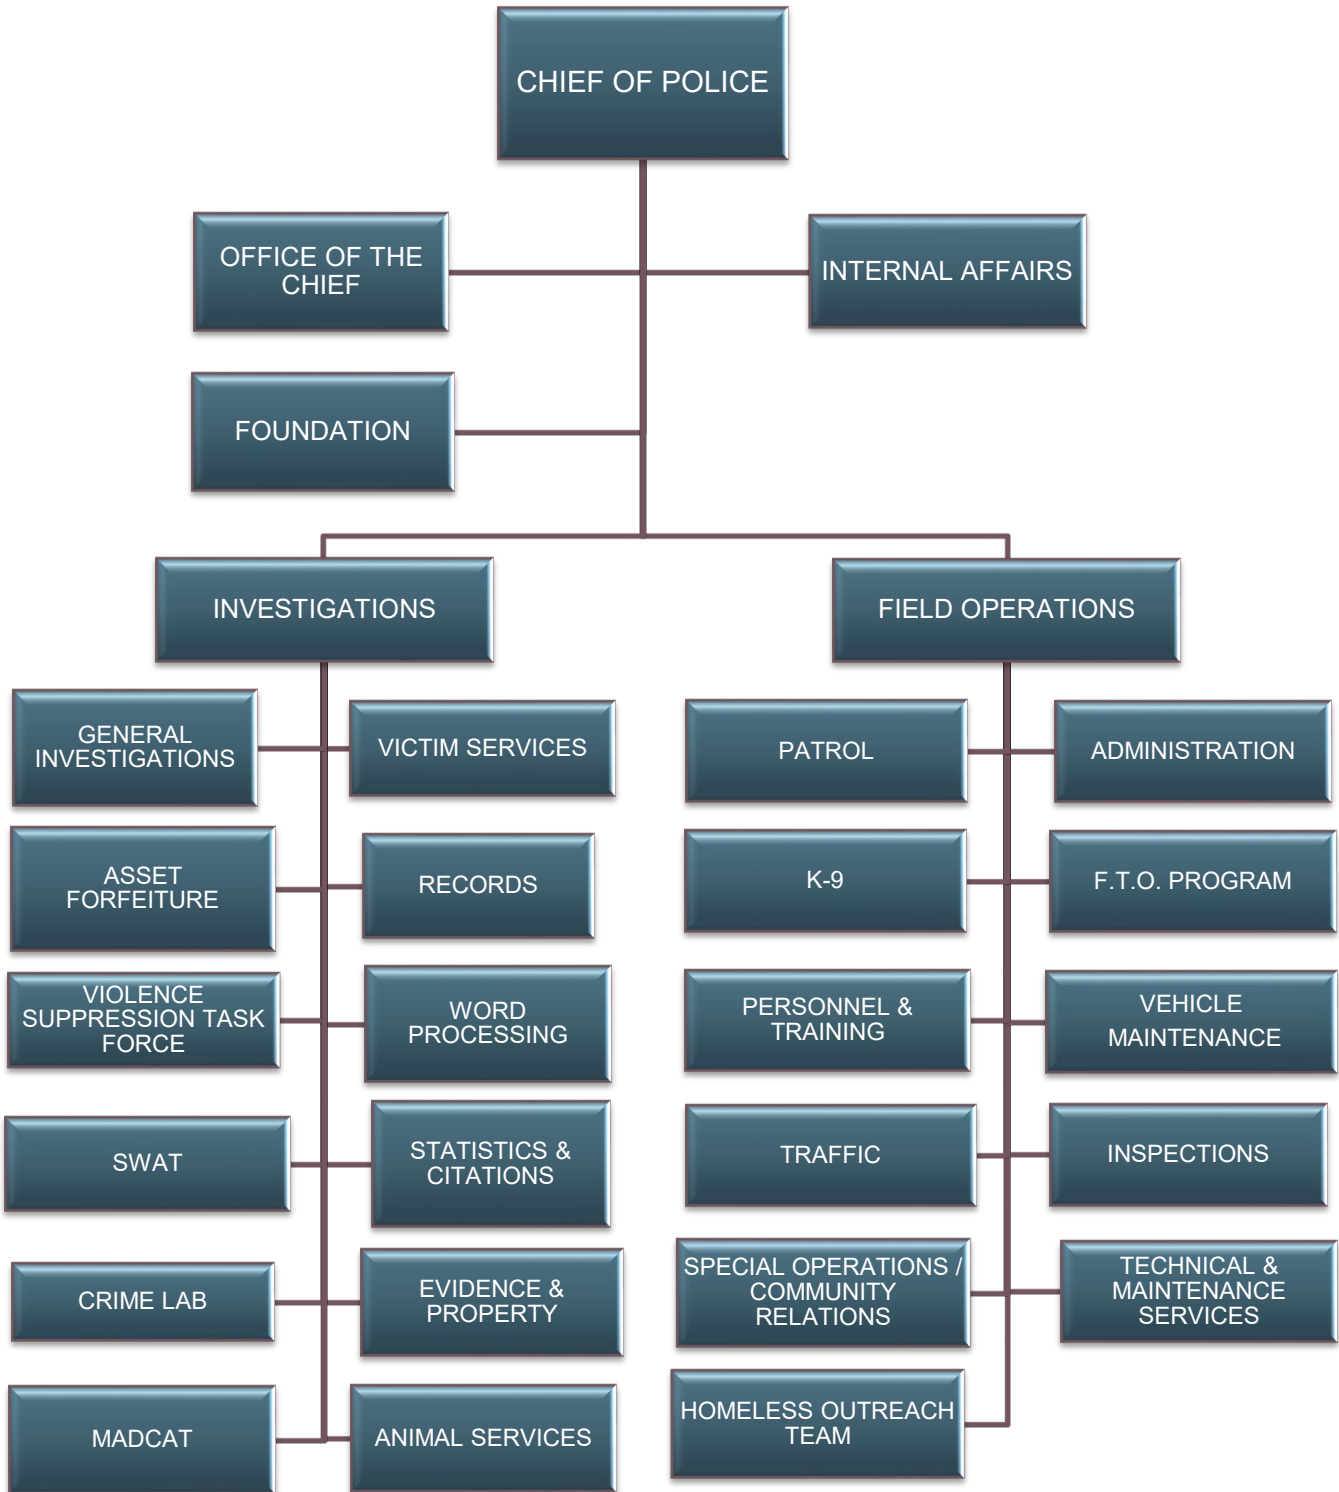 CHIEF OF POLICE
OFFICE OF THE
CHIEF
INTERNAL AFFAIRS
FOUNDATION
INVESTIGATIONS
FIELD OPERATIONS
GENERAL
INVESTIGATIONS
VICTIM SERVICES
PATROL
ADMINISTRATION
ASSET
FORFEITURE
RECORDS
K-9
F.T.O. PROGRAM
VIOLENCE
SUPPRESSION TASK
FORCE
WORD
PROCESSING
PERSONNEL &
TRAINING
VEHICLE
MAINTENANCE
SWAT
STATISTICS &
CITATIONS
TRAFFIC
INSPECTIONS
CRIME LAB
EVIDENCE &
PROPERTY
SPECIAL OPERATIONS /
COMMUNITY
RELATIONS
TECHNICAL &
MAINTENANCE
SERVICES
MADCAT
ANIMAL SERVICES
HOMELESS OUTREACH
TEAM